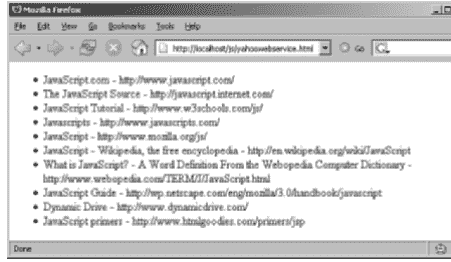 Mozilla Firefox
File Edit View Go Bookmarks Tools Help
http://localhost/js/yahoowebservice.html Go
JavaScript.com - http://www.javascript.com/
The JavaScript Source - http://javascript.internet.com/
JavaScript Tutorial - http://www.w3schools.com/js/
Javascripts - http://www.javascripts.com/
JavaScript - http://www.mozilla.org/js/
JavaScript - Wikipedia, the free encyclopedia - http://en.wikipedia.org/wiki/JavaScript
What is JavaScript? - A Word Definition From the Webopedia Computer Dictionary -
http://www.webopedia.com/TERM/J/JavaScript.html
JavaScript Guide - http://wp.netscape.com/eng/mozilla/3.0/handbook/javascript
Dynamic Drive - http://www.dynamicdrive.com/
JavaScript primers - http://www.htmlgoodies.com/primers/jsp
Done